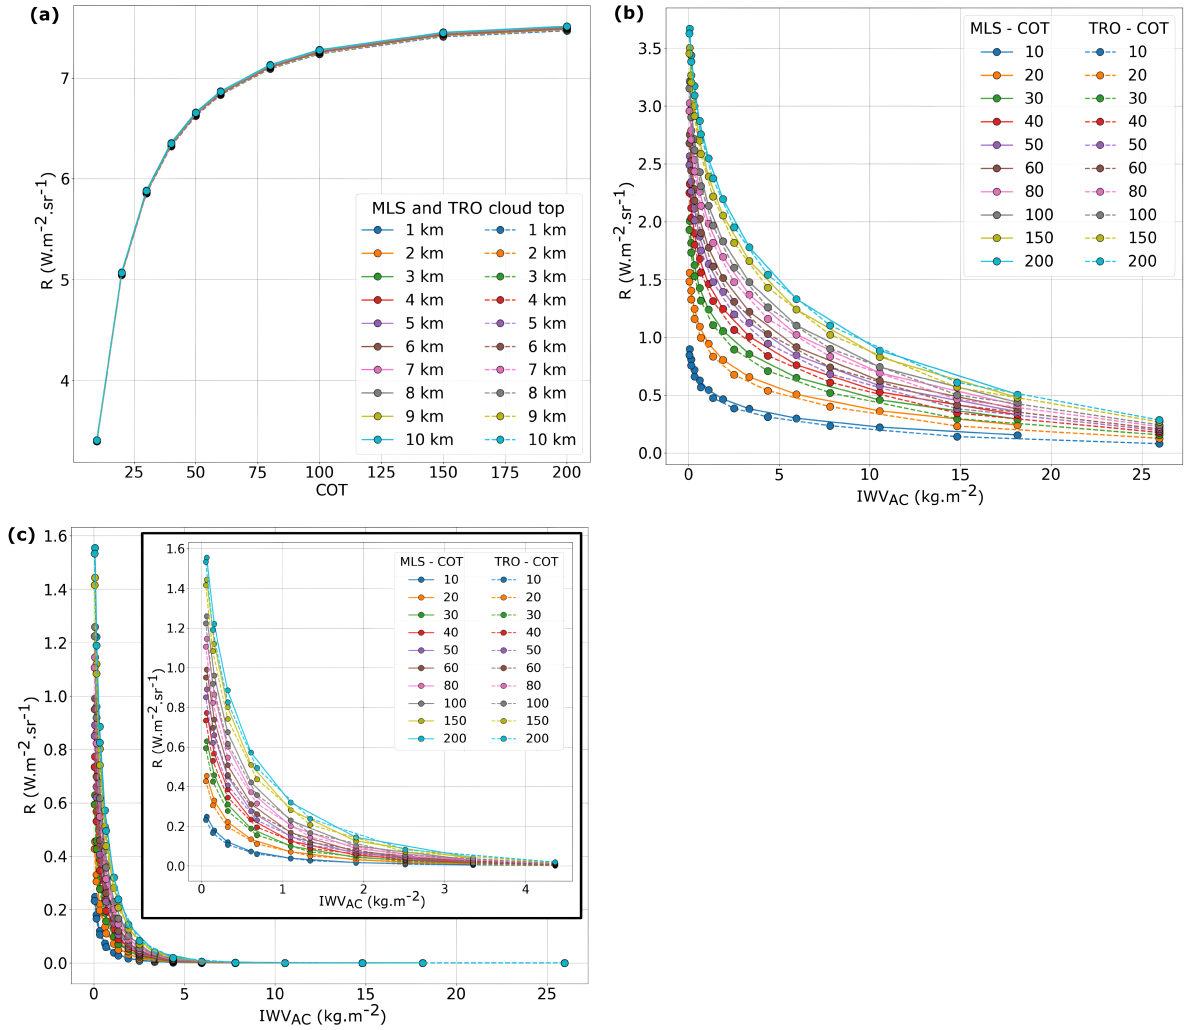 (a)
7
6
5
4
R (W.m-2.sr-1)
MLS and TRO cloud top
1 km 1 km
2 km 2 km
3 km 3 km
4 km 4 km
5 km 5 km
6 km 6 km
7 km 7 km
8 km 8 km
9 km 9 km
10 km 10 km
25 50 75 100 125 150 175 200
COT
(b)
3.5
3.0
2.5
2.0
1.5
1.0
0.5
0.0
R (W.m-2.sr-1)
MLS - COT TRO - COT
10 10
20 20
30 30
40 40
50 50
60 60
80 80
100 100
150 150
200 200
0 5 10 15 20 25
IWVAC (kg.m-2)
(c)
1.6
1.4
1.2
1.0
0.8
0.6
0.4
0.2
0.0
R (W.m-2.sr-1)
0 5 10 15 20 25
IWVAC (kg.m-2)
1.6
1.4
1.2
1.0
0.8
0.6
0.4
0.2
0.0
R (W.m-2.sr-1)
MLS - COT TRO - COT
10 10
20 20
30 30
40 40
50 50
60 60
80 80
100 100
150 150
200 200
0 1 2 3 4
IWVAC (kg.m-2)